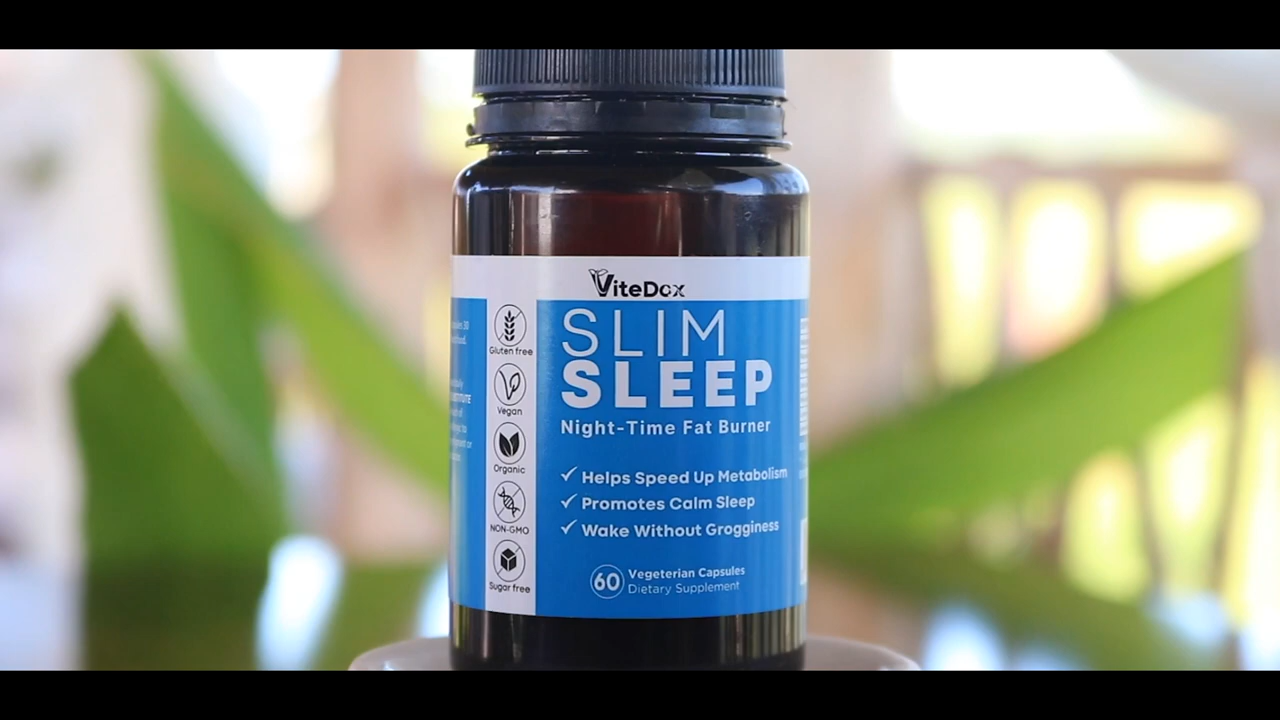 ViteDox
SLIM
SLEEP
Night-Time Fat Burner
✓ Helps Speed Up Metabolism
✓ Promotes Calm Sleep
✓ Wake Without Grogginess
60 Vegeterian Capsules
Dietary Supplement
Gluten free
Vegan
Organic
NON-GMO
Sugar free